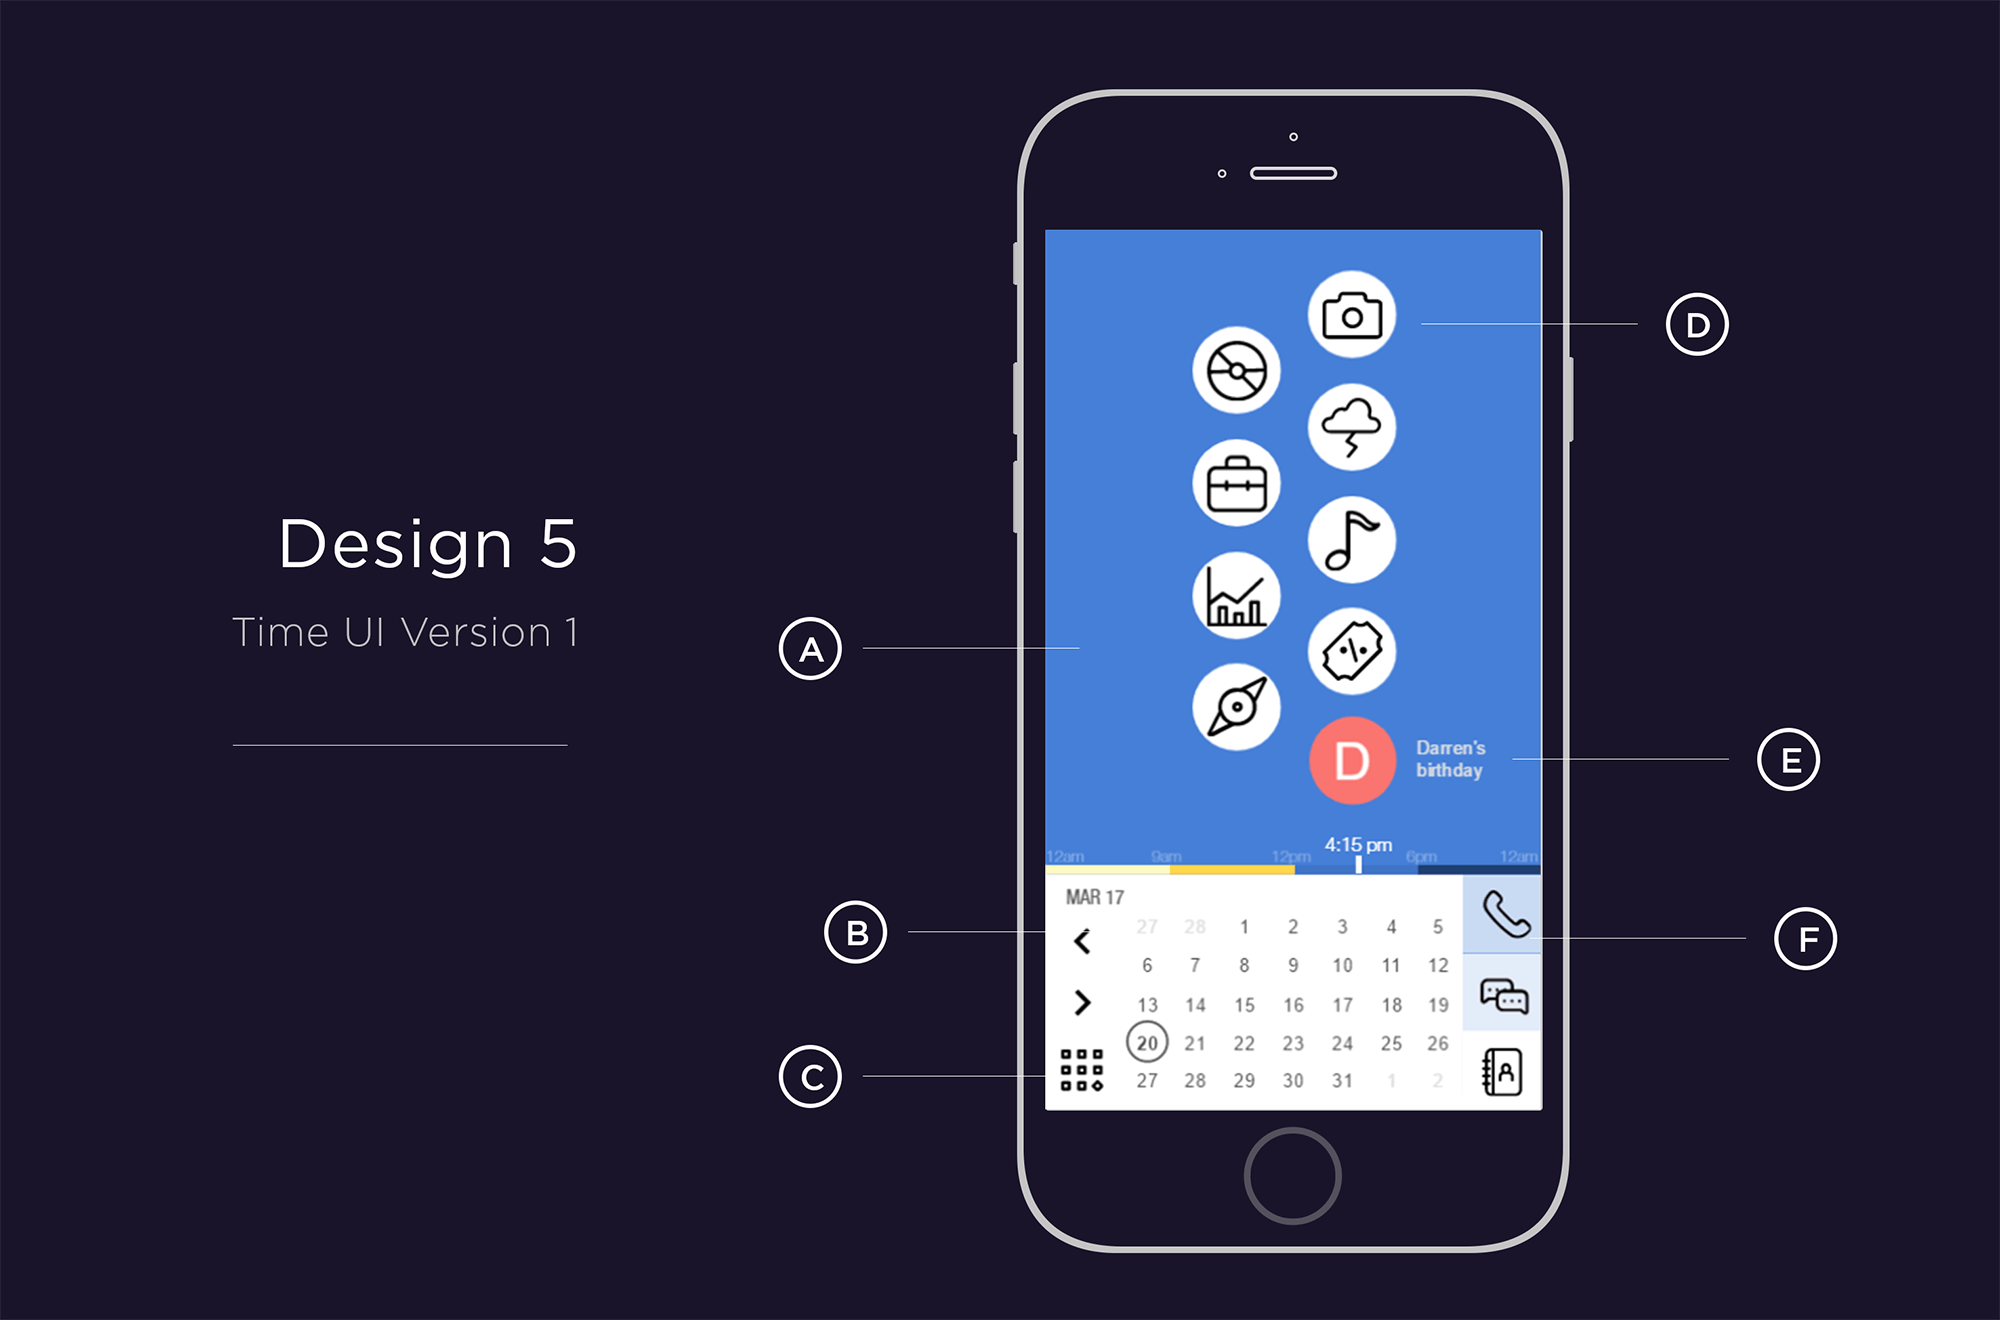 Design 5
Time UI Version 1
A
B
C
D
E
F
D
Darren's
birthday
4:15 pm
12am 9am 12pm 6pm 12am
MAR 17
27 28 1 2 3 4 5
6 7 8 9 10 11 12
13 14 15 16 17 18 19
20 21 22 23 24 25 26
27 28 29 30 31 1 2